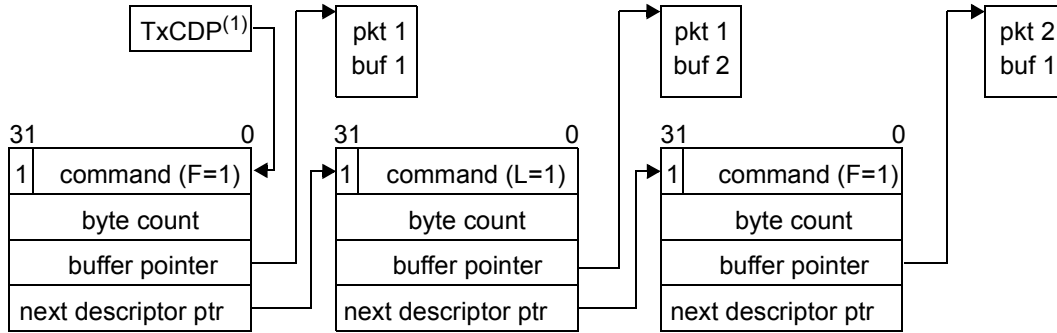 TxCDP(1)
pkt 1
buf 1
pkt 1
buf 2
pkt 2
buf 1
31 0
1 command (F=1)
byte count
buffer pointer
next descriptor ptr
31 0
1 command (L=1)
byte count
buffer pointer
next descriptor ptr
31 0
1 command (F=1)
byte count
buffer pointer
next descriptor ptr